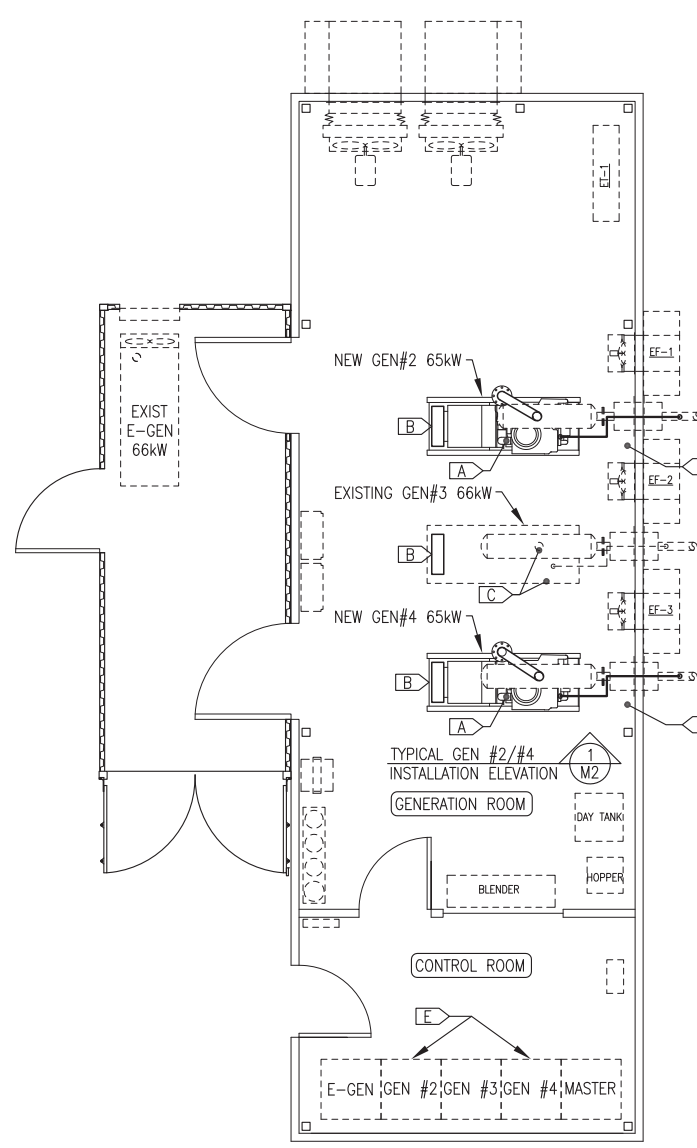 ET-1
NEW GEN#2 65kW
EF-1
EXIST
E-GEN
66kW
B
A
EXISTING GEN#3 66kW
EF-2
B
C
EF-3
NEW GEN#4 65kW
B
A
TYPICAL GEN #2/#4
INSTALLATION ELEVATION
1
M2
GENERATION ROOM
DAY TANK
HOPPER
BLENDER
CONTROL ROOM
E
E-GEN GEN #2 GEN #3 GEN #4 MASTER